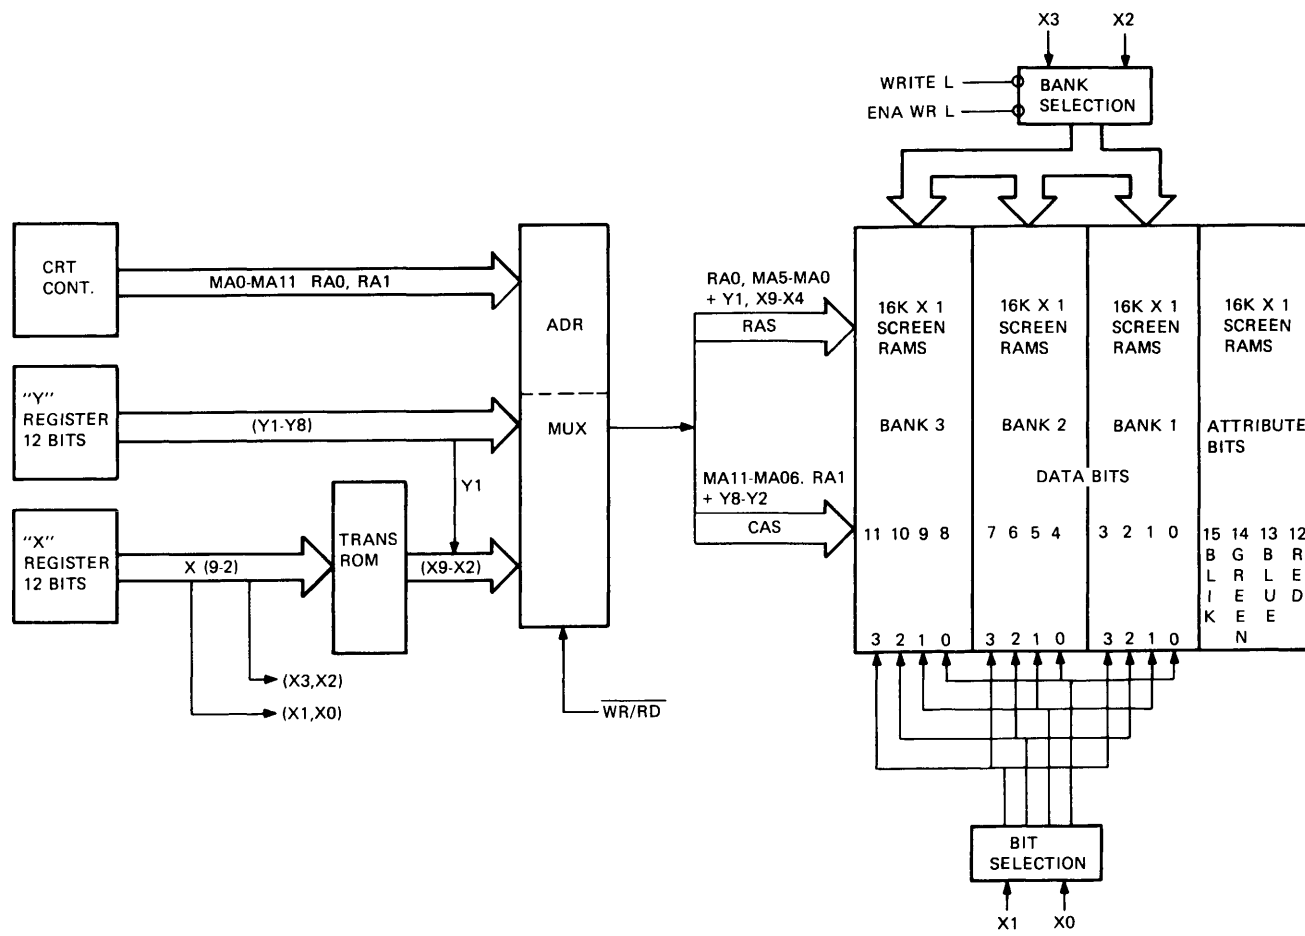 X3 X2
WRITE L
ENA WR L
BANK
SELECTION
CRT
CONT.
MA0-MA11 RA0, RA1
"Y"
REGISTER
12 BITS
(Y1-Y8)
Y1
"X"
REGISTER
12 BITS
X (9-2)
TRANS
ROM
(X9-X2)
(X3,X2)
(X1,X0)
ADR
MUX
WR/RD
RA0, MA5-MA0
+ Y1, X9-X4
RAS
MA11-MA06. RA1
+ Y8-Y2
CAS
16K X 1
SCREEN
RAMS
BANK 3
11 10 9 8
3 2 1 0
16K X 1
SCREEN
RAMS
BANK 2
7 6 5 4
3 2 1 0
16K X 1
SCREEN
RAMS
BANK 1
3 2 1 0
3 2 1 0
DATA BITS
16K X 1
SCREEN
RAMS
ATTRIBUTE
BITS
15 14 13 12
B G B R
L R L E
I E U D
K E E
N
BIT
SELECTION
X1 X0